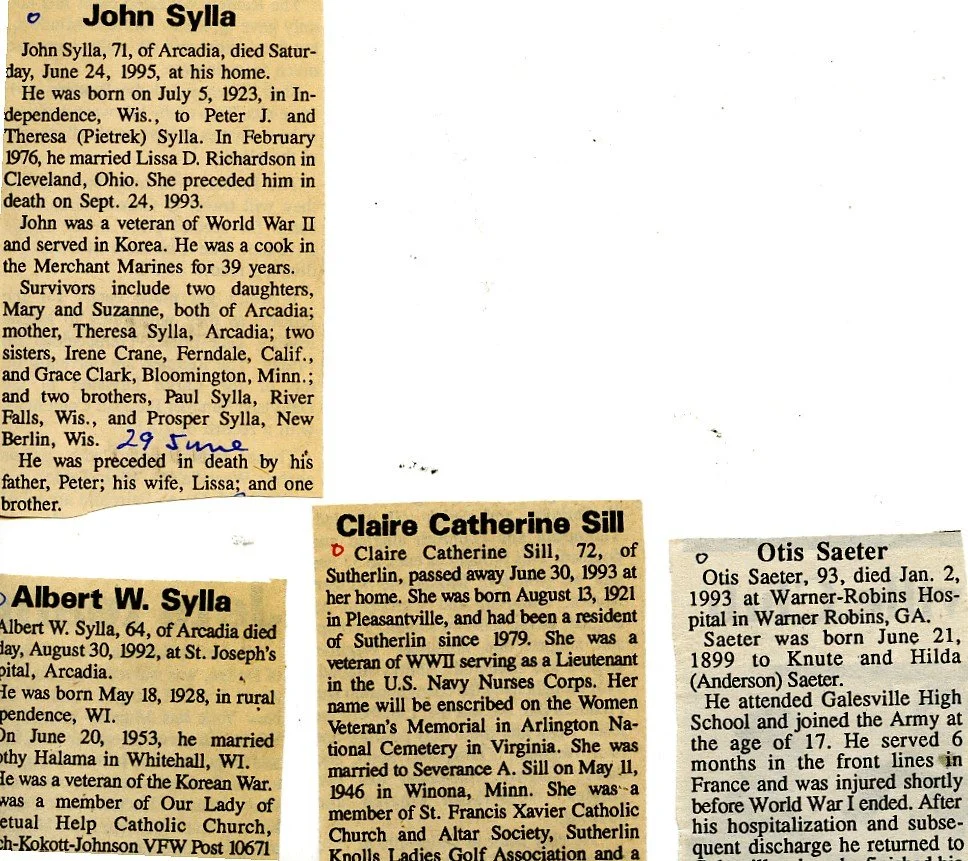 John Sylla
John Sylla, 71, of Arcadia, died Satur-
day, June 24, 1995, at his home.
He was born on July 5, 1923, in In-
dependence, Wis., to Peter J. and
Theresa (Pietrek) Sylla. In February
1976, he married Lissa D. Richardson in
Cleveland, Ohio. She preceded him in
death on Sept. 24, 1993.
John was a veteran of World War II
and served in Korea. He was a cook in
the Merchant Marines for 39 years.
Survivors include two daughters,
Mary and Suzanne, both of Arcadia;
mother, Theresa Sylla, Arcadia; two
sisters, Irene Crane, Ferndale, Calif.,
and Grace Clark, Bloomington, Minn.;
and two brothers, Paul Sylla, River
Falls, Wis., and Prosper Sylla, New
Berlin, Wis. 29 June
He was preceded in death by his
father, Peter; his wife, Lissa; and one
brother.
Albert W. Sylla
Albert W. Sylla, 64, of Arcadia died
day, August 30, 1992, at St. Joseph's
pital, Arcadia.
He was born May 18, 1928, in rural
pendence, WI.
On June 20, 1953, he married
othy Halama in Whitehall, WI.
He was a veteran of the Korean War.
was a member of Our Lady of
etual Help Catholic Church,
ch-Kokott-Johnson VFW Post 10671
Claire Catherine Sill
Claire Catherine Sill, 72, of
Sutherlin, passed away June 30, 1993 at
her home. She was born August 13, 1921
in Pleasantville, and had been a resident
of Sutherlin since 1979. She was a
veteran of WWII serving as a Lieutenant
in the U.S. Navy Nurses Corps. Her
name will be enscribed on the Women
Veteran's Memorial in Arlington Na-
tional Cemetery in Virginia. She was
married to Severance A. Sill on May 11,
1946 in Winona, Minn. She was a
member of St. Francis Xavier Catholic
Church and Altar Society, Sutherlin
Knolls Ladies Golf Association and a
Otis Saeter
Otis Saeter, 93, died Jan. 2,
1993 at Warner-Robins Hos-
pital in Warner Robins, GA.
Saeter was born June 21,
1899 to Knute and Hilda
(Anderson) Saeter.
He attended Galesville High
School and joined the Army at
the age of 17. He served 6
months in the front lines in
France and was injured shortly
before World War I ended. After
his hospitalization and subse-
quent discharge he returned to